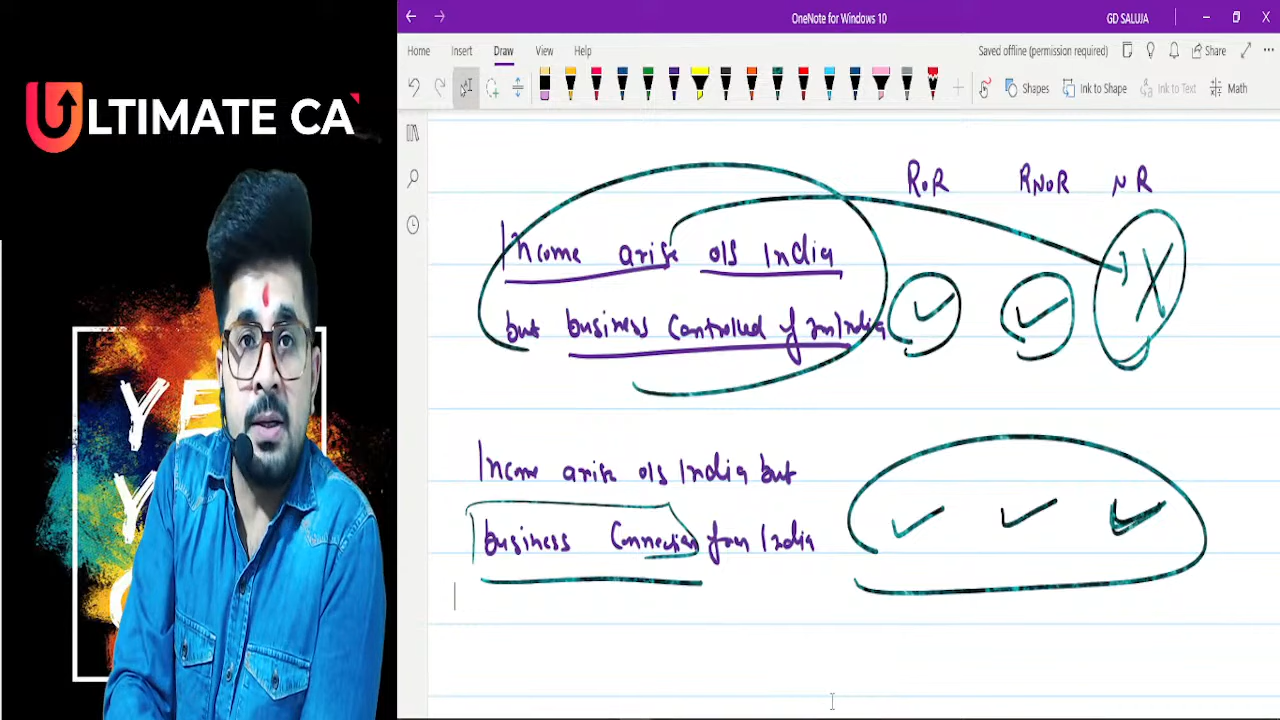 ULTIMATE CA
OneNote for Windows 10
GD SALUJA
Home Insert Draw View Help
Saved offline (permission required)
Share
Shapes
Ink to Shape
Ink to Text
Math
ROR RNOR NR
Income arise o/s India
but business Controlled from India
Income arise o/s India but
business Connection from India
Y
Y